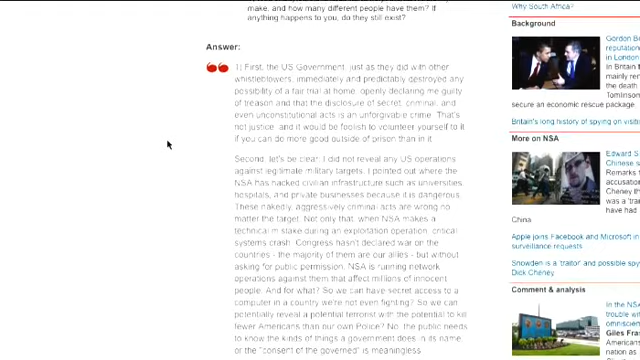 make, and how many different people have them? If
anything happens to you, do they still exist?
Answer:
1) First, the US Government, just as they did with other
whistleblowers, immediately and predictably destroyed any
possibility of a fair trial at home, openly declaring me guilty
of treason and that the disclosure of secret, criminal, and
even unconstitutional acts is an unforgivable crime. That's
not justice, and it would be foolish to volunteer yourself to it
if you can do more good outside of prison than in it.
Second, let's be clear: I did not reveal any US operations
against legitimate military targets. I pointed out where the
NSA has hacked civilian infrastructure such as universities,
hospitals, and private businesses because it is dangerous.
These nakedly, aggressively criminal acts are wrong no
matter the target. Not only that, when NSA makes a
technical mistake during an exploitation operation, critical
systems crash. Congress hasn't declared war on the
countries - the majority of them are our allies - but without
asking for public permission, NSA is running network
operations against them that affect millions of innocent
people. And for what? So we can have secret access to a
computer in a country we're not even fighting? So we can
potentially reveal a potential terrorist with the potential to kill
fewer Americans than our own Police? No, the public needs
to know the kinds of things a government does in its name,
or the "consent of the governed" is meaningless.
Why South Africa?
Background
Gordon B
reputation
in London
in Britain t
mainly ren
the death
Tomlinson
secure an economic rescue package.
Britain's long history of spying on visiti
More on NSA
Edward S
Chinese s
Remarks f
accusation
Cheney th
was a 'trai
have had
China
Apple joins Facebook and Microsoft in
surveillance requests
Snowden is a 'traitor' and possible spy
Dick Cheney
Comment & analysis
In the NSA
trouble wit
omniscien
Giles Fras
Americans
nation as